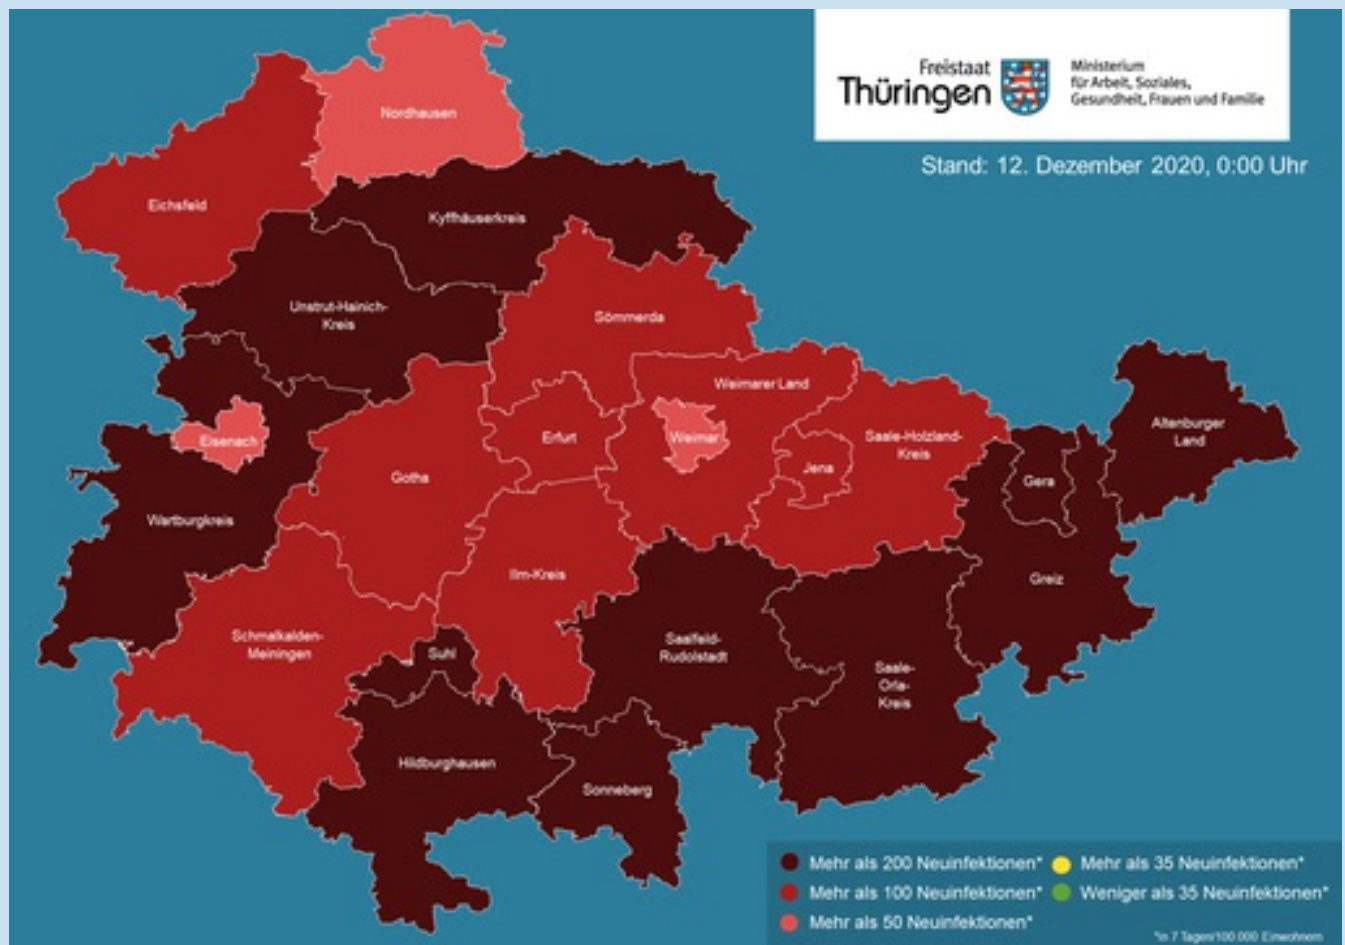 Freistaat
Thüringen
Ministerium
für Arbeit, Soziales,
Gesundheit, Frauen und Familie
Stand: 12. Dezember 2020, 0:00 Uhr
Nordhausen
Eichsfeld
Kyffhäuserkreis
Unstrut-Hainich-
Kreis
Sömmerda
Weimarer Land
Eisenach
Erfurt
Weimar
Saale-Holzland-
Kreis
Altenburger
Land
Gotha
Jena
Gera
Wartburgkreis
Ilm-Kreis
Greiz
Schmalkalden-
Meiningen
Suhl
Saalfeld-
Rudolstadt
Saale-
Orla-
Kreis
Hildburghausen
Sonneberg
Mehr als 200 Neuinfektionen*
Mehr als 100 Neuinfektionen*
Mehr als 50 Neuinfektionen*
Mehr als 35 Neuinfektionen*
Weniger als 35 Neuinfektionen*
*in 7 Tagen/100.000 Einwohnern